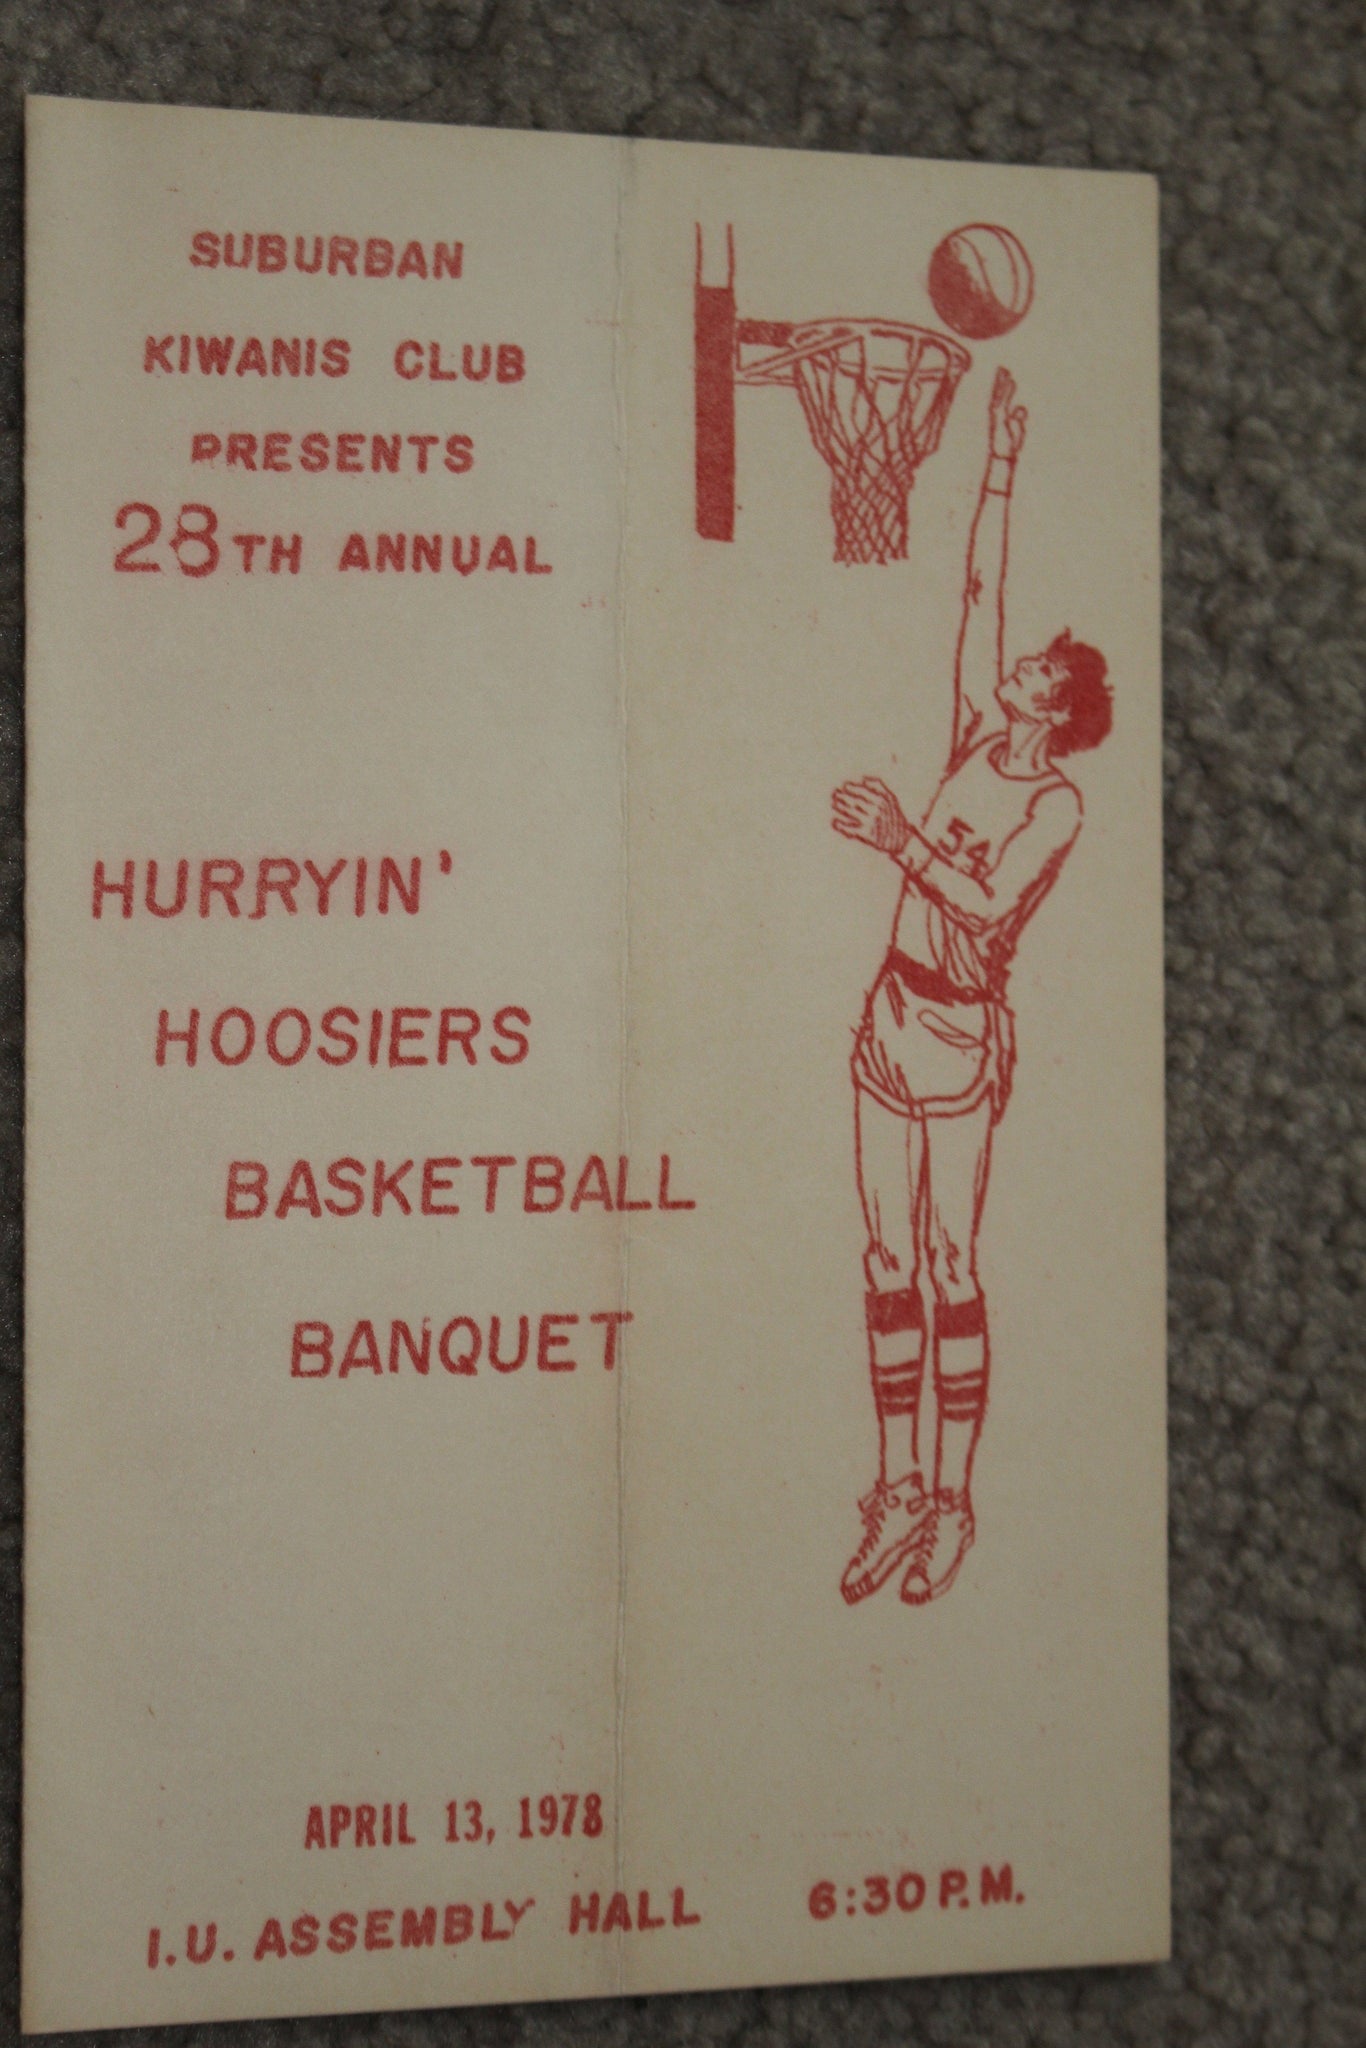 SUBURBAN
KIWANIS CLUB
PRESENTS
28TH ANNUAL
HURRYIN'
HOOSIERS
BASKETBALL
BANQUET
54
APRIL 13, 1978
I.U. ASSEMBLY HALL 6:30 P.M.